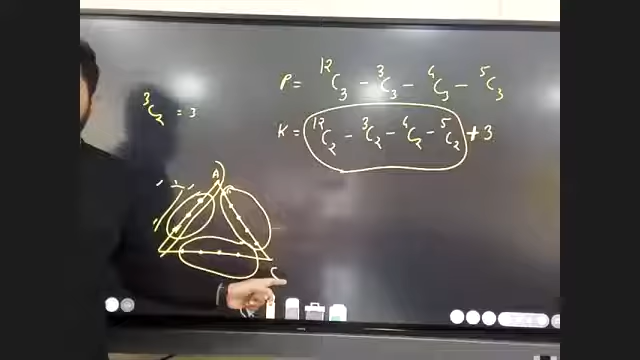 P = ¹²C₃ - ³C₃ - ⁴C₃ - ⁵C₃
³C₂ = 3
K = ¹²C₂ - ³C₂ - ⁴C₂ - ⁵C₂ + 3
A
C